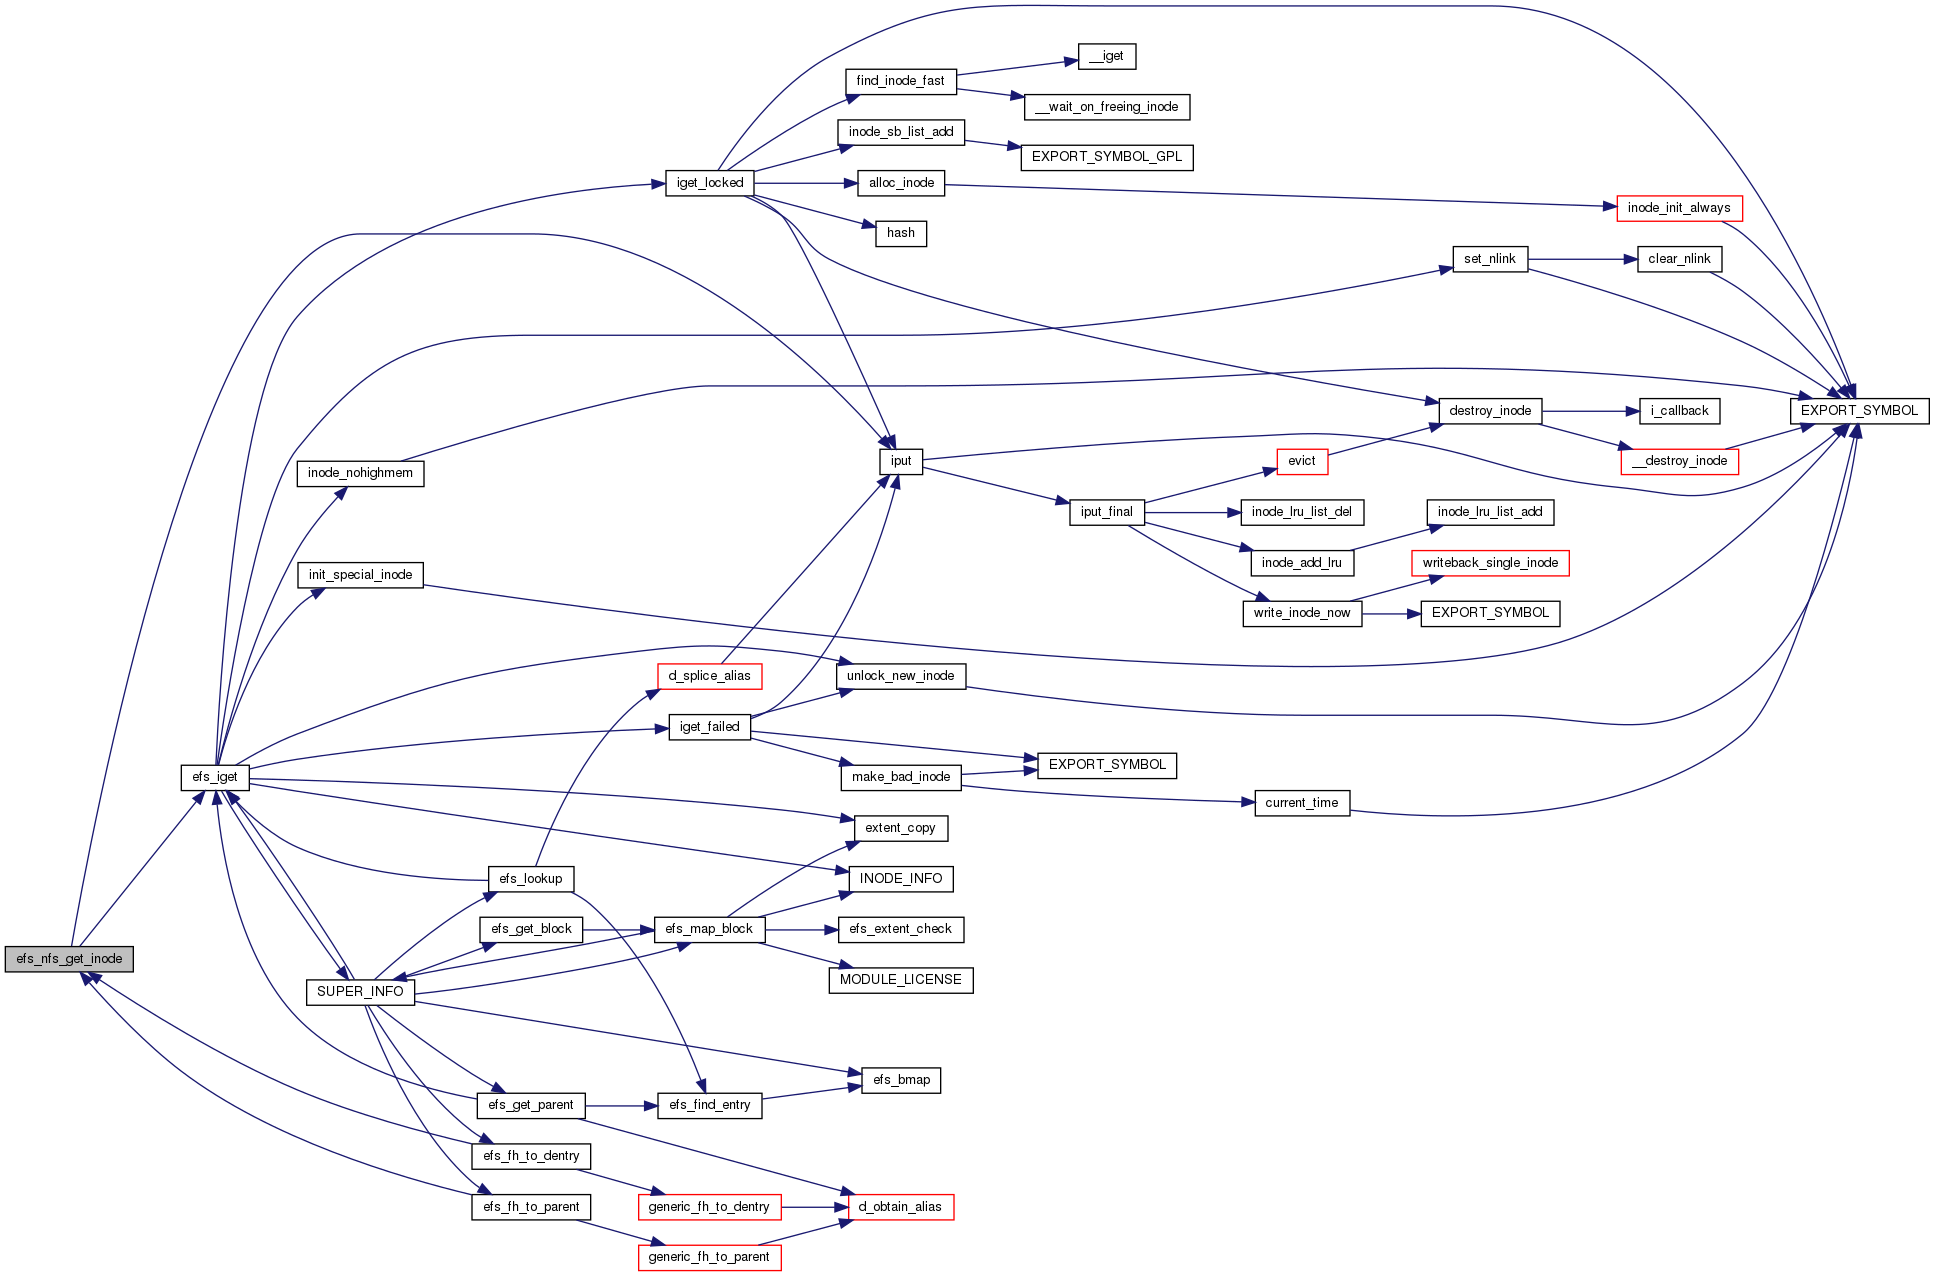 __iget
find_inode_fast
__wait_on_freeing_inode
inode_sb_list_add
EXPORT_SYMBOL_GPL
iget_locked
alloc_inode
inode_init_always
hash
set_nlink
clear_nlink
destroy_inode
i_callback
EXPORT_SYMBOL
inode_nohighmem
iput
evict
__destroy_inode
iput_final
inode_lru_list_del
inode_lru_list_add
init_special_inode
inode_add_lru
writeback_single_inode
write_inode_now
EXPORT_SYMBOL
d_splice_alias
unlock_new_inode
iget_failed
efs_iget
make_bad_inode
EXPORT_SYMBOL
current_time
extent_copy
efs_lookup
INODE_INFO
efs_get_block
efs_map_block
efs_extent_check
efs_nfs_get_inode
SUPER_INFO
MODULE_LICENSE
efs_bmap
efs_get_parent
efs_find_entry
efs_fh_to_dentry
efs_fh_to_parent
generic_fh_to_dentry
d_obtain_alias
generic_fh_to_parent